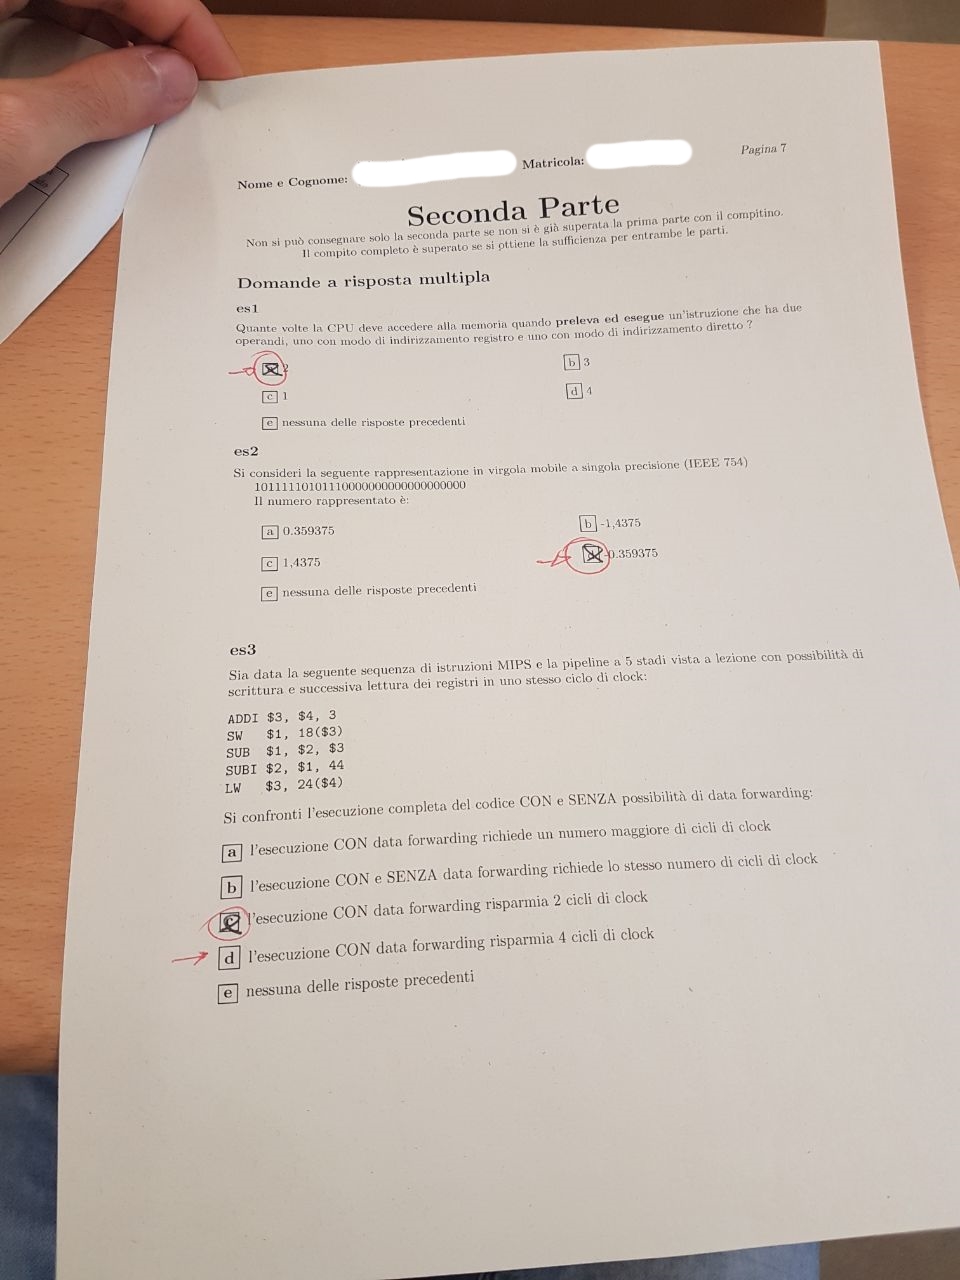 Pagina 7
Nome e Cognome: Matricola:
Seconda Parte
Non si può consegnare solo la seconda parte se non si è già superata la prima parte con il compitino.
Il compito completo è superato se si ottiene la sufficienza per entrambe le parti.
Domande a risposta multipla
es1
Quante volte la CPU deve accedere alla memoria quando preleva ed esegue un'istruzione che ha due
operandi, uno con modo di indirizzamento registro e uno con modo di indirizzamento diretto ?
2
b 3
c 1
d 4
e nessuna delle risposte precedenti
es2
Si consideri la seguente rappresentazione in virgola mobile a singola precisione (IEEE 754)
Il numero rappresentato è:
a 0.359375
b -1,4375
c 1,4375
d -0.359375
e nessuna delle risposte precedenti
es3
Sia data la seguente sequenza di istruzioni MIPS e la pipeline a 5 stadi vista a lezione con possibilità di
scrittura e successiva lettura dei registri in uno stesso ciclo di clock:
ADDI $3, $4, 3
SW $1, 18($3)
SUB $1, $2, $3
SUBI $2, $1, 44
LW $3, 24($4)
Si confronti l'esecuzione completa del codice CON e SENZA possibilità di data forwarding:
a l'esecuzione CON data forwarding richiede un numero maggiore di cicli di clock
b l'esecuzione CON e SENZA data forwarding richiede lo stesso numero di cicli di clock
c l'esecuzione CON data forwarding risparmia 2 cicli di clock
d l'esecuzione CON data forwarding risparmia 4 cicli di clock
e nessuna delle risposte precedenti